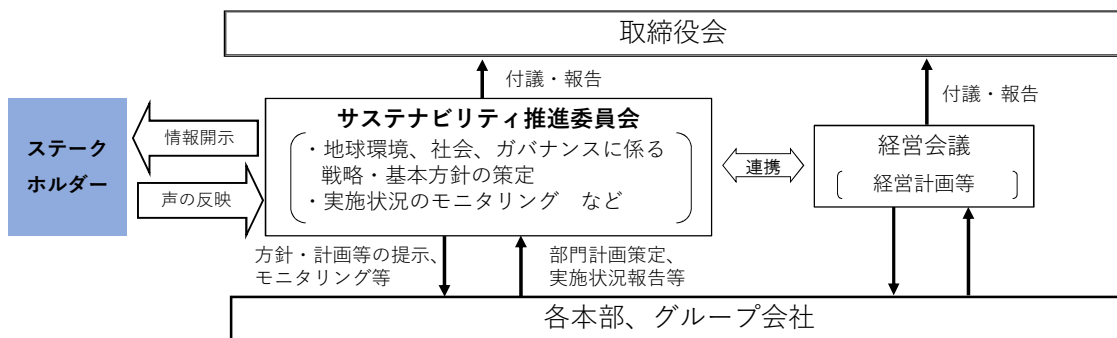 取締役会
付議・報告
付議・報告
ステーク
ホルダー
情報開示
声の反映
サステナビリティ推進委員会
・地球環境、社会、ガバナンスに係る
戦略・基本方針の策定
・実施状況のモニタリング　など
連携
経営会議
経営計画等
方針・計画等の提示、
モニタリング等
部門計画策定、
実施状況報告等
各本部、グループ会社